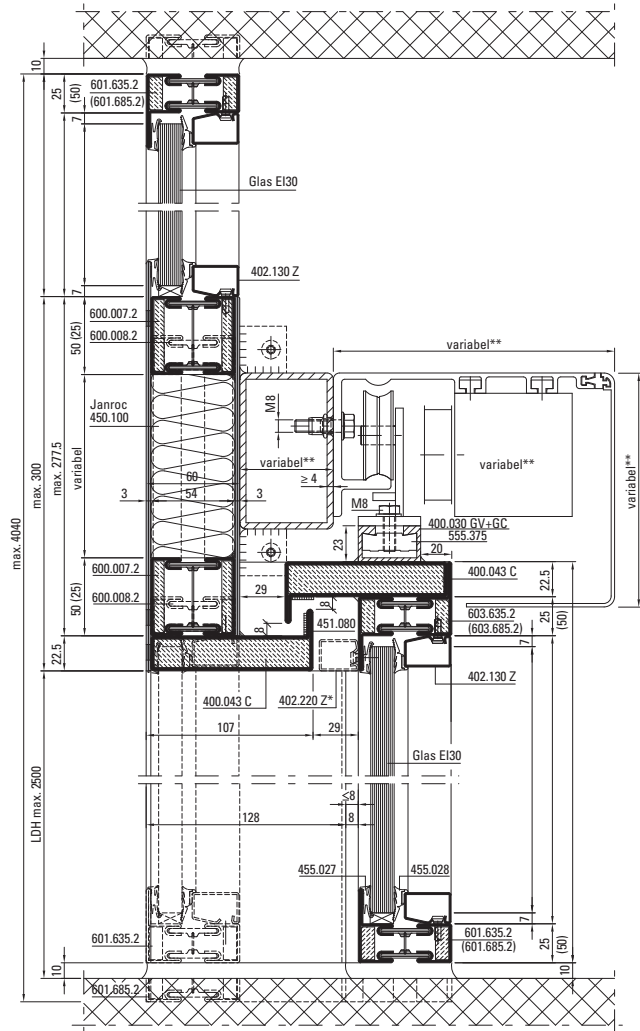 10
601.635.2
(601.685.2)
25
(50)
7
Glas EI30
402.130 Z
7
600.007.2
600.008.2
50 (25)
variabel**
Janroc
450.100
M8
variabel
variabel**
variabel**
variabel**
max. 300
max. 277.5
max. 4040
60
3
54
3
≥ 4
M8
400.030 GV+GC
555.375
23
20
600.007.2
600.008.2
50 (25)
400.043 C
22.5
29
8
8
451.080
603.635.2
(603.685.2)
25
(50)
7
22.5
400.043 C
402.220 Z*
402.130 Z
107
29
Glas EI30
LDH max. 2500
≤8
128
8
455.027
455.028
7
601.635.2
601.635.2
(601.685.2)
25
(50)
10
10
601.685.2